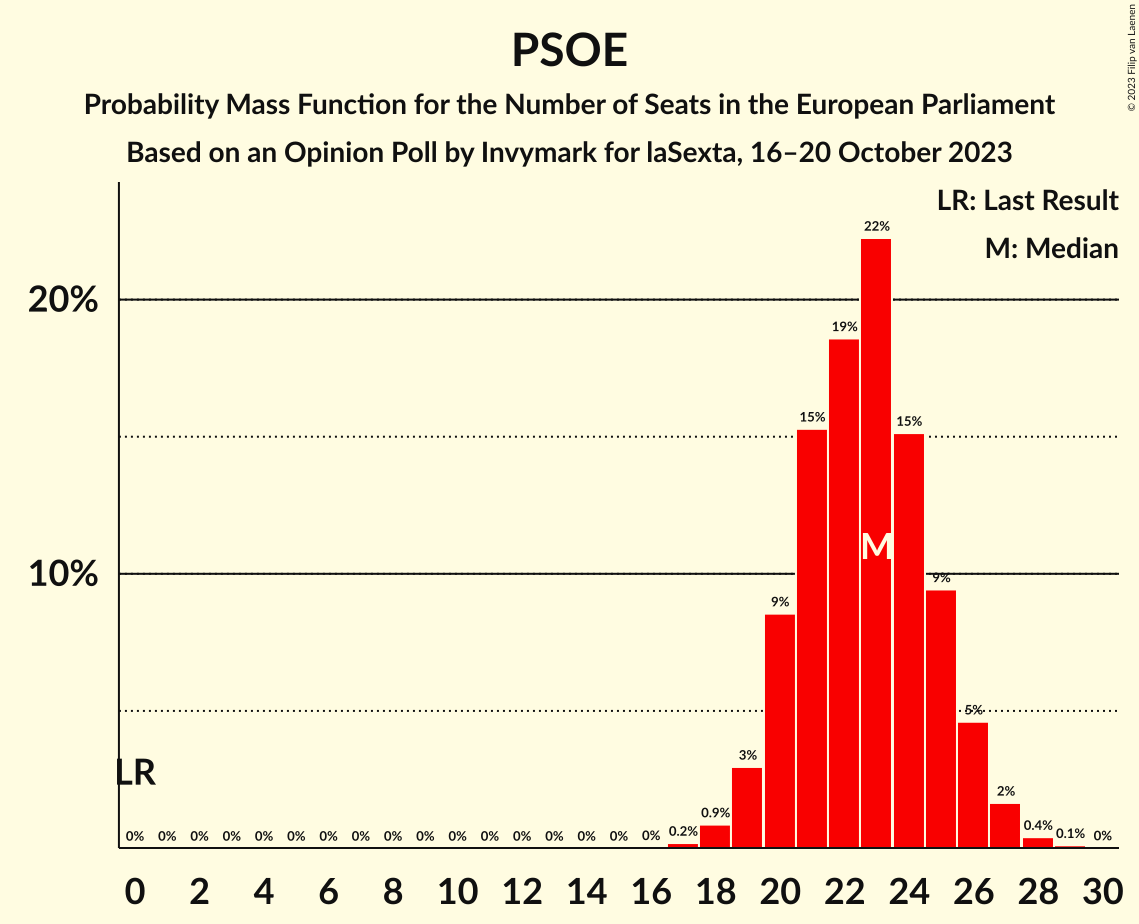 PSOE
Probability Mass Function for the Number of Seats in the European Parliament
Based on an Opinion Poll by Invymark for laSexta, 16–20 October 2023
© 2023 Filip van Laenen
LR: Last Result
M: Median
20%
10%
22%
19%
15%
15%
M
9%
9%
5%
3%
2%
LR
0% 0% 0% 0% 0% 0% 0% 0% 0% 0% 0% 0% 0% 0% 0% 0% 0% 0.2% 0.9% 0.4% 0.1% 0%
0 2 4 6 8 10 12 14 16 18 20 22 24 26 28 30